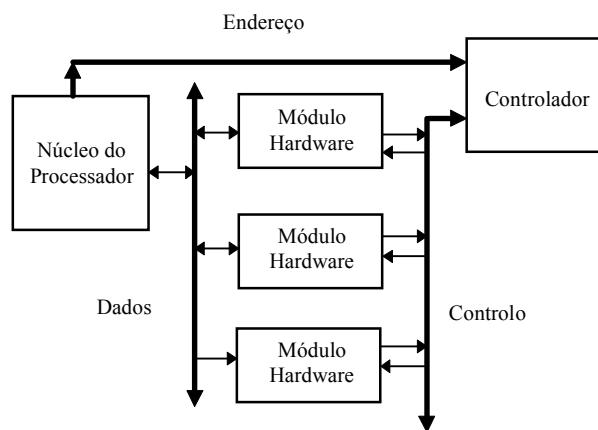 Endereço
Controlador
Núcleo do
Processador
Módulo
Hardware
Módulo
Hardware
Dados
Controlo
Módulo
Hardware